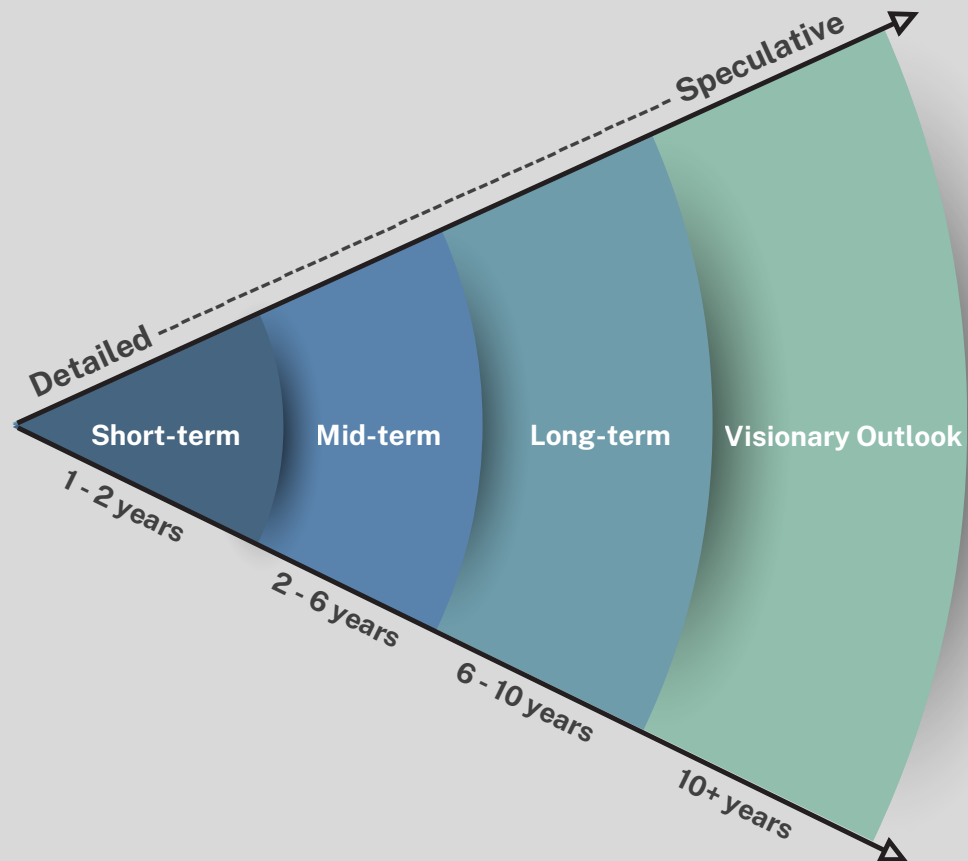 Speculative
Detailed
Short-term
Mid-term
Long-term
Visionary Outlook
1 - 2 years
2 - 6 years
6 - 10 years
10+ years